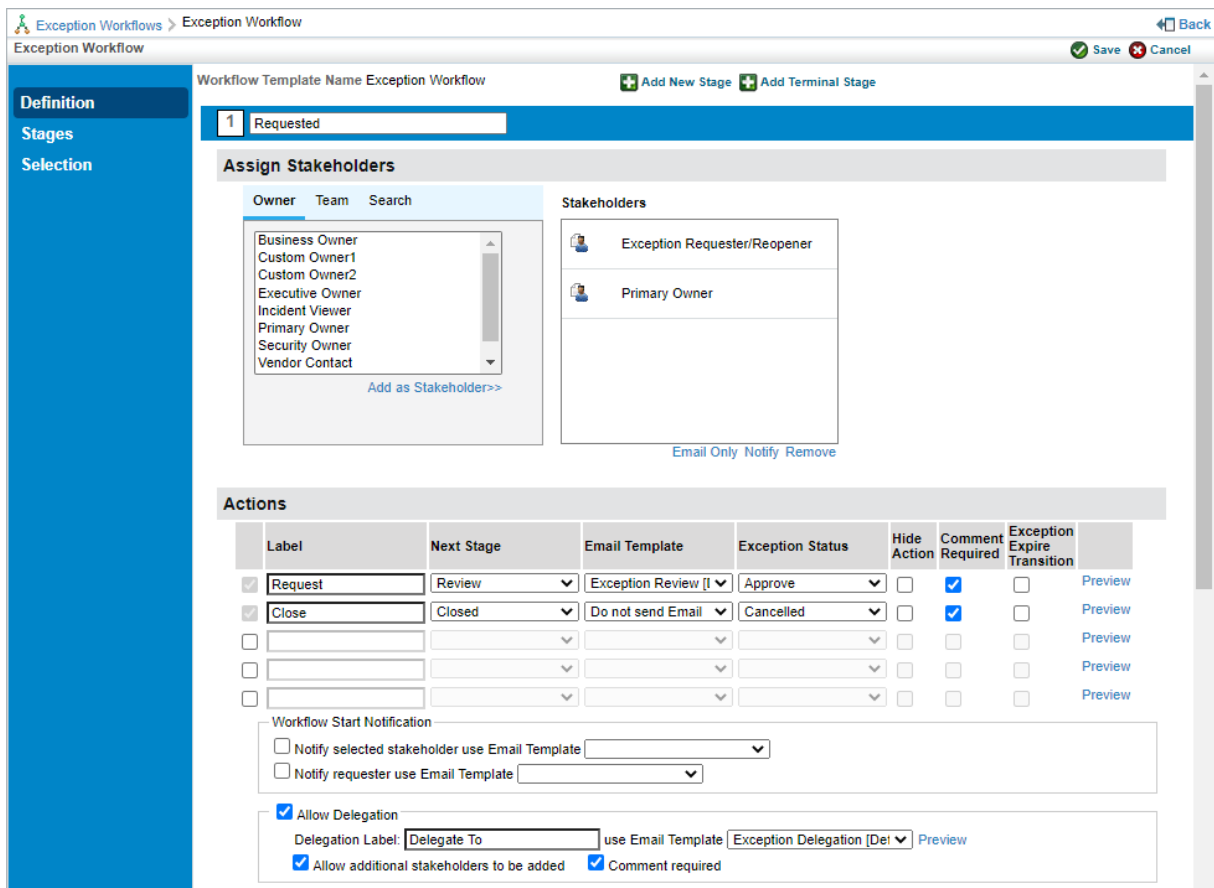 Exception Workflows > Exception Workflow
Back
Exception Workflow
Save Cancel
Definition
Stages
Selection
Workflow Template Name Exception Workflow
Add New Stage Add Terminal Stage
1 Requested
Assign Stakeholders
Owner Team Search
Business Owner
Custom Owner1
Custom Owner2
Executive Owner
Incident Viewer
Primary Owner
Security Owner
Vendor Contact
Add as Stakeholder>>
Stakeholders
Exception Requester/Reopener
Primary Owner
Email Only Notify Remove
Actions
Label Next Stage Email Template Exception Status Hide Action Comment Required Exception Expire Transition
Request Review Exception Review [ Approve Preview
Close Closed Do not send Email Cancelled Preview
Preview
Preview
Preview
Workflow Start Notification
Notify selected stakeholder use Email Template
Notify requester use Email Template
Allow Delegation
Delegation Label: Delegate To use Email Template Exception Delegation [Def Preview
Allow additional stakeholders to be added Comment required